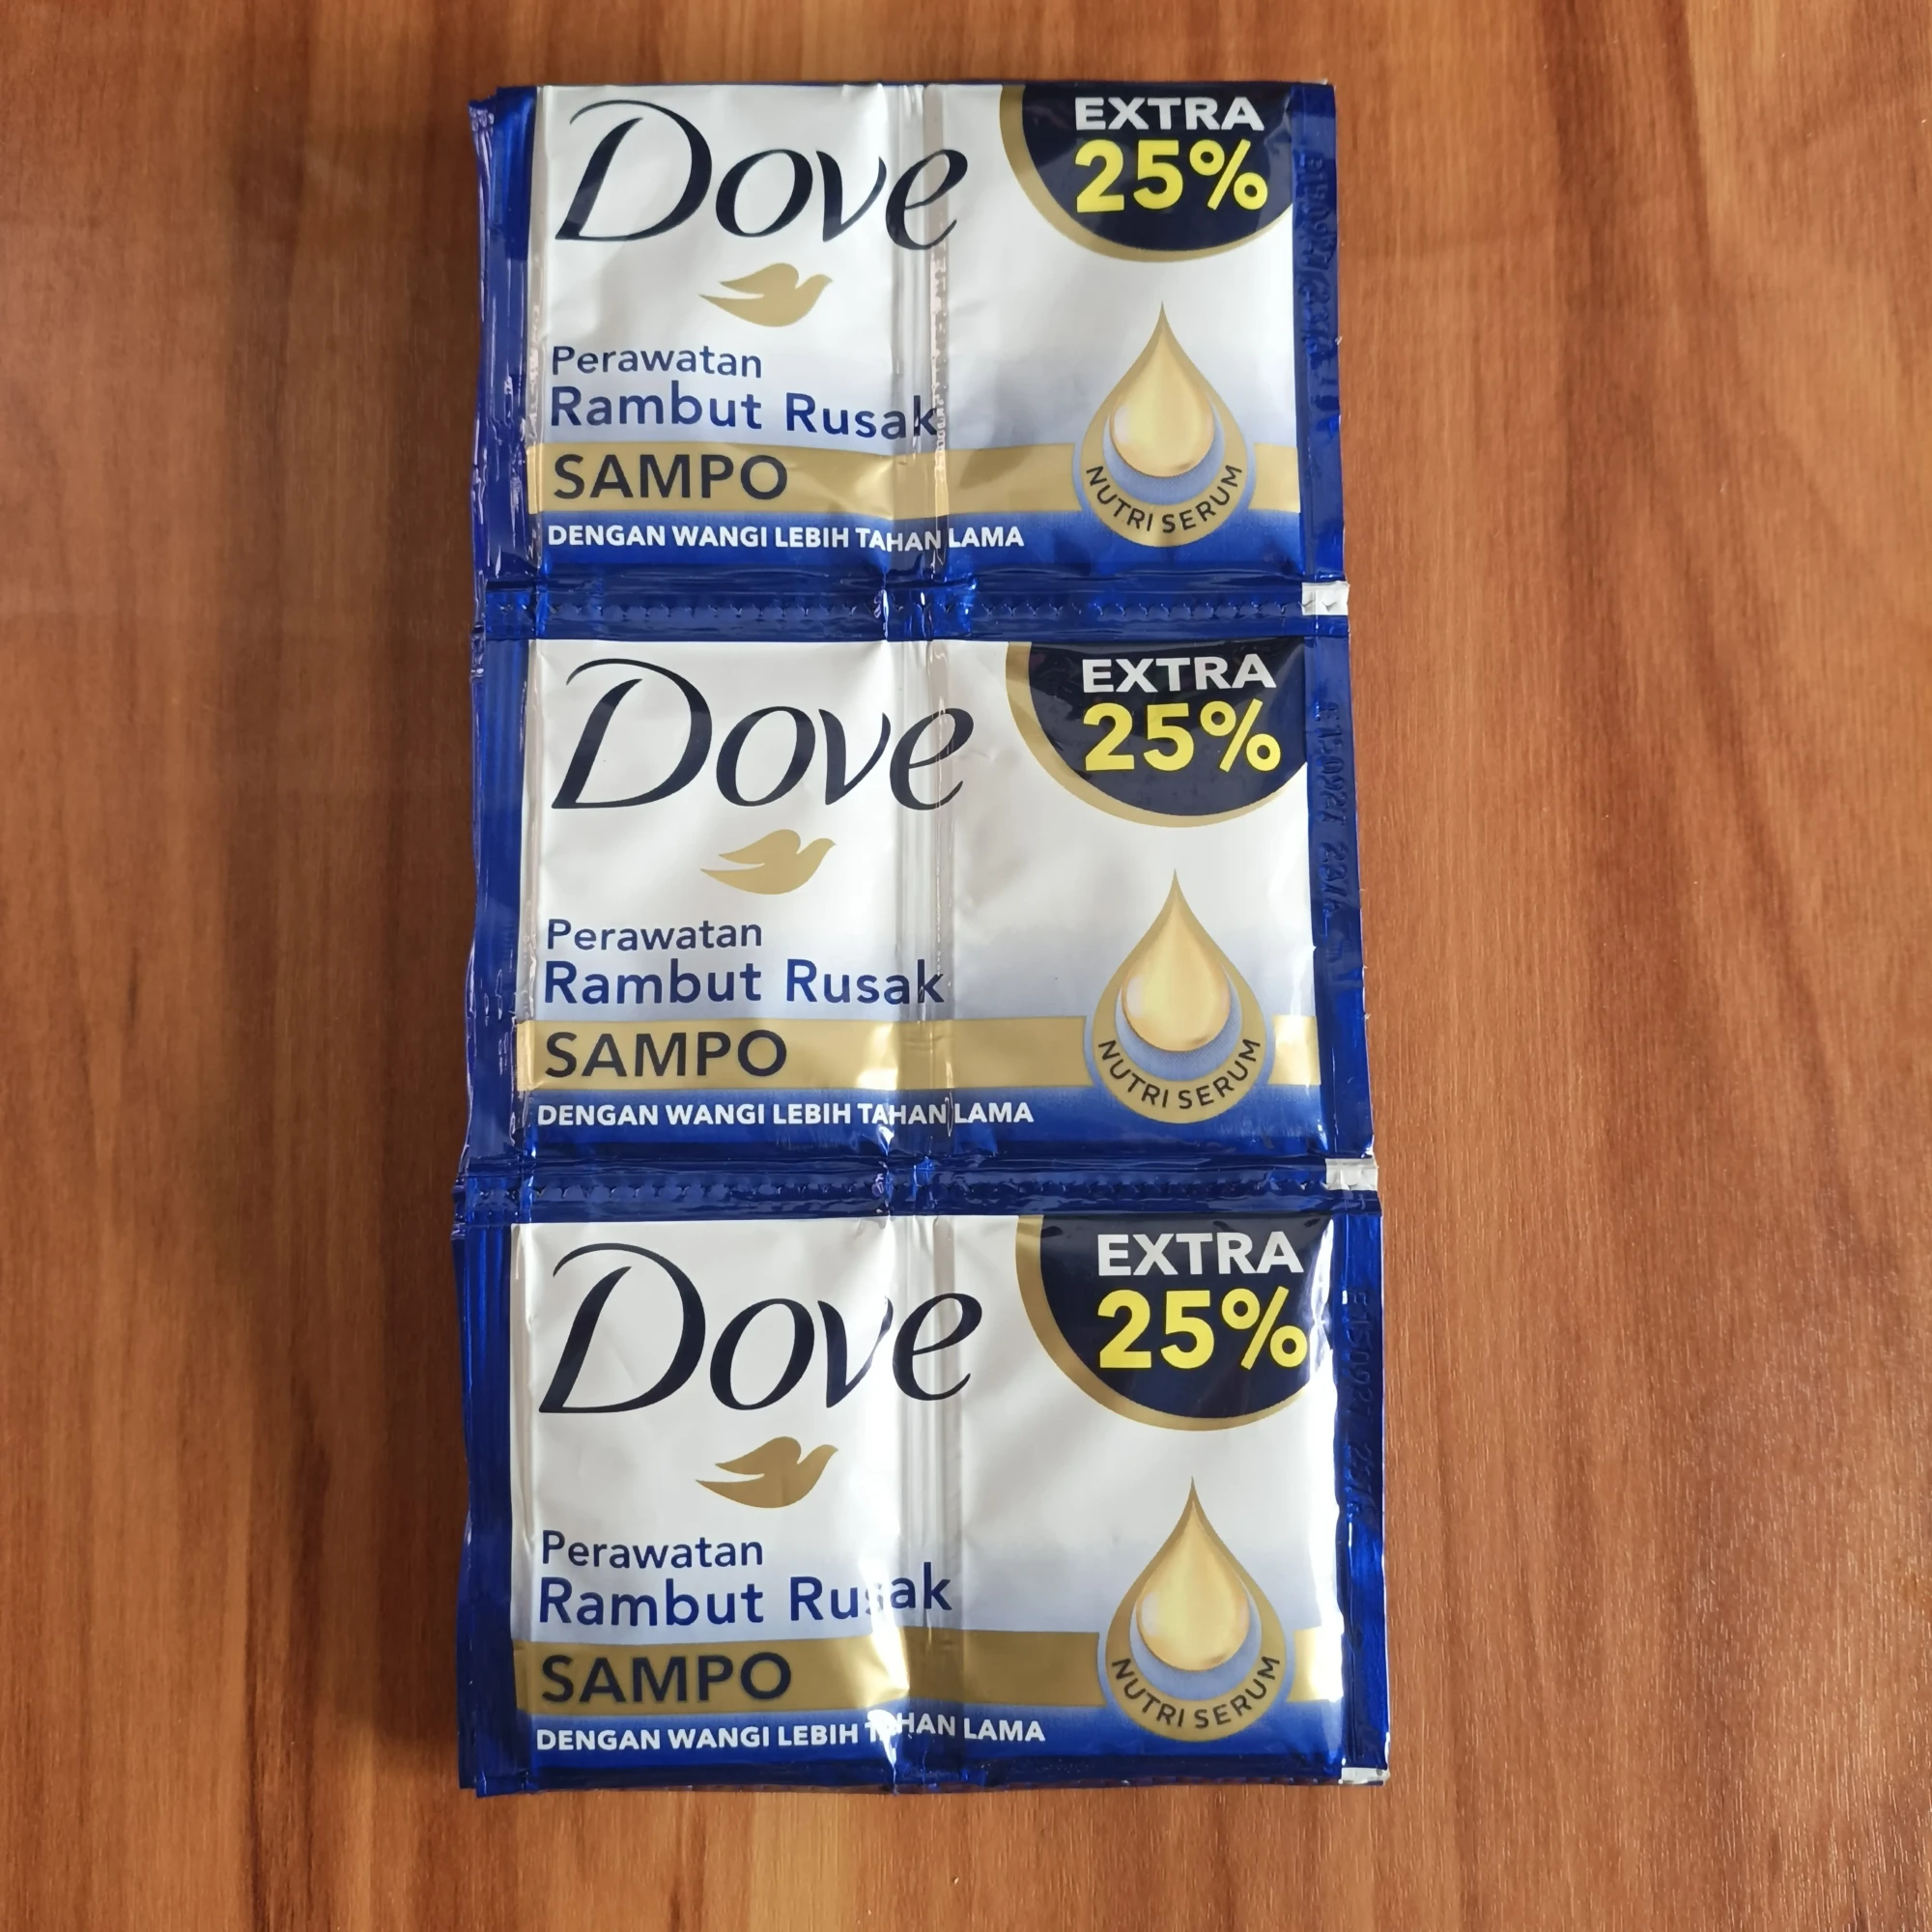 Dove
EXTRA
25%
Perawatan
Rambut Rusak
SAMPO
DENGAN WANGI LEBIH TAHAN LAMA
NUTRI SERUM
Dove
EXTRA
25%
Perawatan
Rambut Rusak
SAMPO
DENGAN WANGI LEBIH TAHAN LAMA
NUTRI SERUM
Dove
EXTRA
25%
Perawatan
Rambut Rusak
SAMPO
DENGAN WANGI LEBIH TAHAN LAMA
NUTRI SERUM